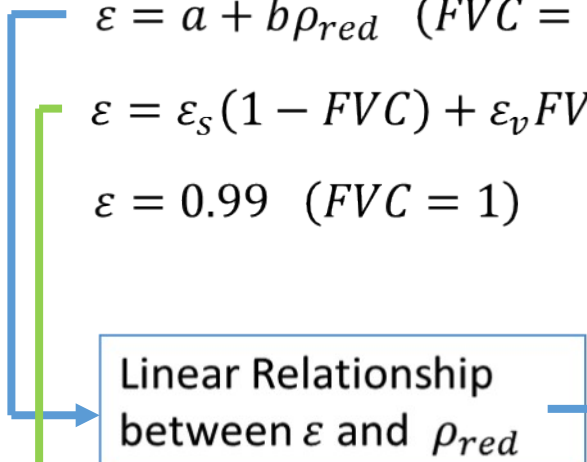 ε = a + bρ_red (FVC =
ε = ε_s(1 − FVC) + ε_vFV
ε = 0.99 (FVC = 1)
Linear Relationship
between ε and ρ_red